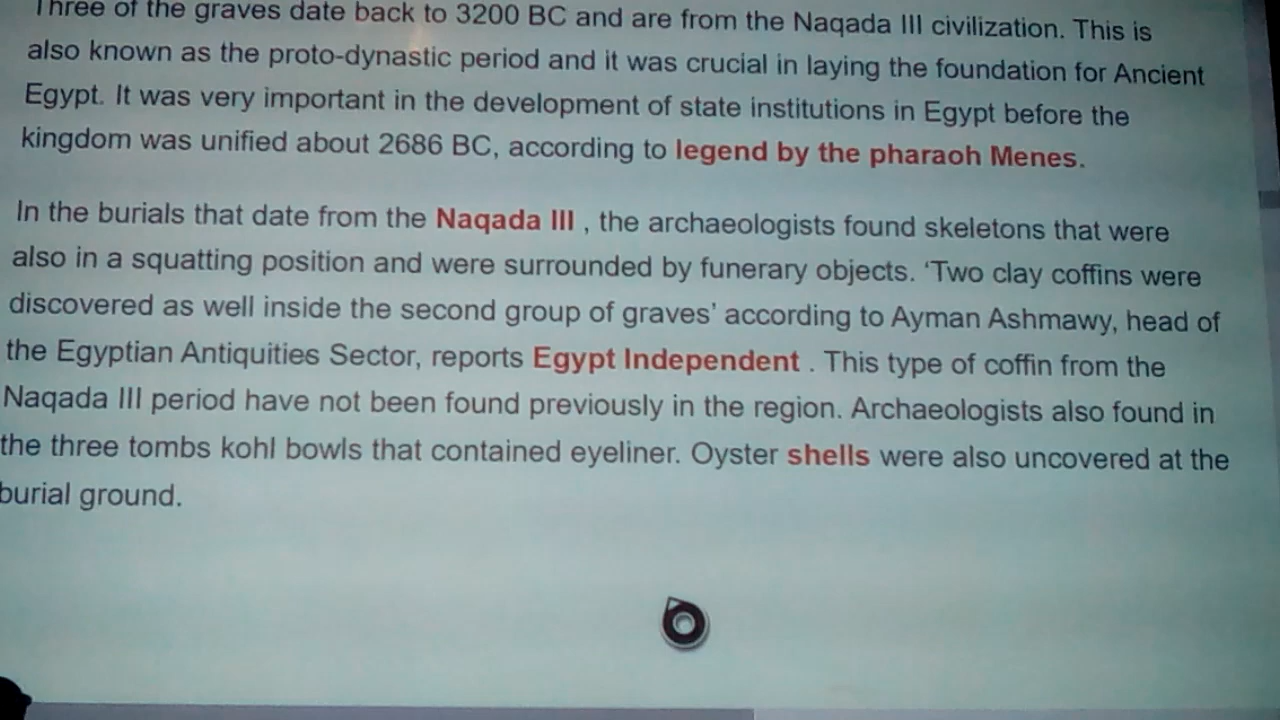 Three of the graves date back to 3200 BC and are from the Naqada III civilization. This is
also known as the proto-dynastic period and it was crucial in laying the foundation for Ancient
Egypt. It was very important in the development of state institutions in Egypt before the
kingdom was unified about 2686 BC, according to legend by the pharaoh Menes.
In the burials that date from the Naqada III , the archaeologists found skeletons that were
also in a squatting position and were surrounded by funerary objects. ‘Two clay coffins were
discovered as well inside the second group of graves’ according to Ayman Ashmawy, head of
the Egyptian Antiquities Sector, reports Egypt Independent . This type of coffin from the
Naqada III period have not been found previously in the region. Archaeologists also found in
the three tombs kohl bowls that contained eyeliner. Oyster shells were also uncovered at the
burial ground.